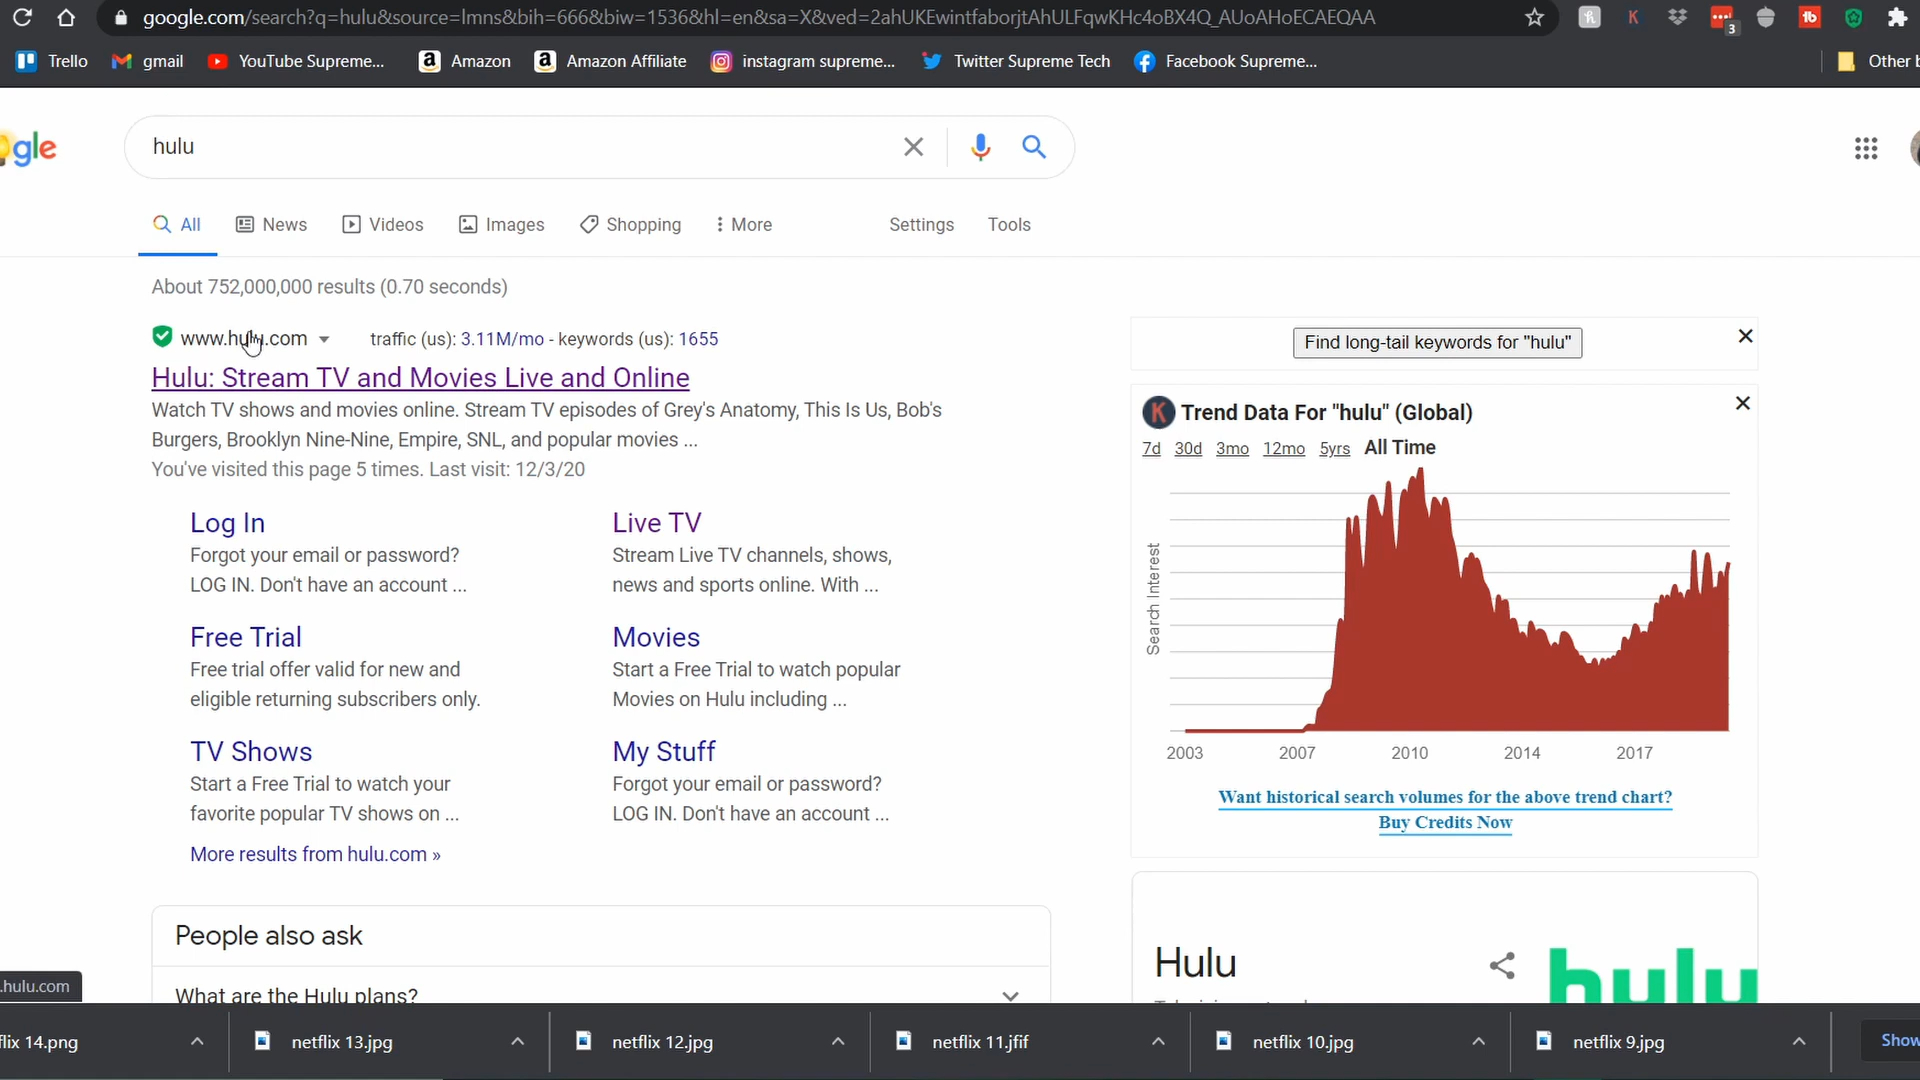 google.com/search?q=hulu&source=lmns&bih=666&biw=1536&hl=en&sa=X&ved=2ahUKEwintfaborjtAhULFqwKHc4oBX4Q_AUoAHoECAEQAA
3
Trello gmail YouTube Supreme... Amazon Amazon Affiliate instagram supreme... Twitter Supreme Tech Facebook Supreme... Other b
gle
hulu
All News Videos Images Shopping More Settings Tools
About 752,000,000 results (0.70 seconds)
www.hulu.com traffic (us): 3.11M/mo - keywords (us): 1655
Hulu: Stream TV and Movies Live and Online
Watch TV shows and movies online. Stream TV episodes of Grey's Anatomy, This Is Us, Bob's
Burgers, Brooklyn Nine-Nine, Empire, SNL, and popular movies ...
You've visited this page 5 times. Last visit: 12/3/20
Log In
Forgot your email or password?
LOG IN. Don't have an account ...
Live TV
Stream Live TV channels, shows,
news and sports online. With ...
Free Trial
Free trial offer valid for new and
eligible returning subscribers only.
Movies
Start a Free Trial to watch popular
Movies on Hulu including ...
TV Shows
Start a Free Trial to watch your
favorite popular TV shows on ...
My Stuff
Forgot your email or password?
LOG IN. Don't have an account ...
More results from hulu.com »
People also ask
What are the Hulu plans?
Find long-tail keywords for "hulu"
K Trend Data For "hulu" (Global)
7d 30d 3mo 12mo 5yrs All Time
Search Interest
2003 2007 2010 2014 2017
Want historical search volumes for the above trend chart?
Buy Credits Now
Hulu
hulu
.hulu.com
flix 14.png netflix 13.jpg netflix 12.jpg netflix 11.jfif netflix 10.jpg netflix 9.jpg Show